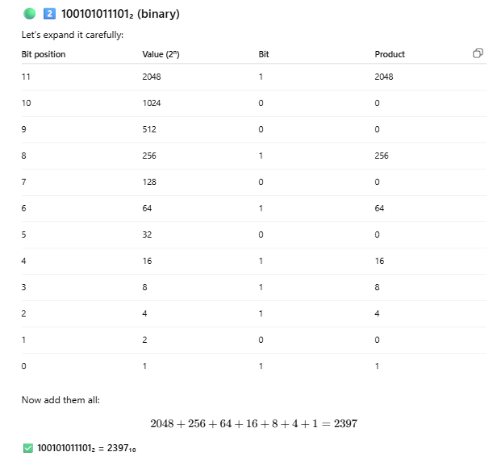 🟢 2️⃣ 100101011101₂ (binary)
Let's expand it carefully:
Bit position Value (2ⁿ) Bit Product
11 2048 1 2048
10 1024 0 0
9 512 0 0
8 256 1 256
7 128 0 0
6 64 1 64
5 32 0 0
4 16 1 16
3 8 1 8
2 4 1 4
1 2 0 0
0 1 1 1
Now add them all:
2048 + 256 + 64 + 16 + 8 + 4 + 1 = 2397
✅ 100101011101₂ = 2397₁₀